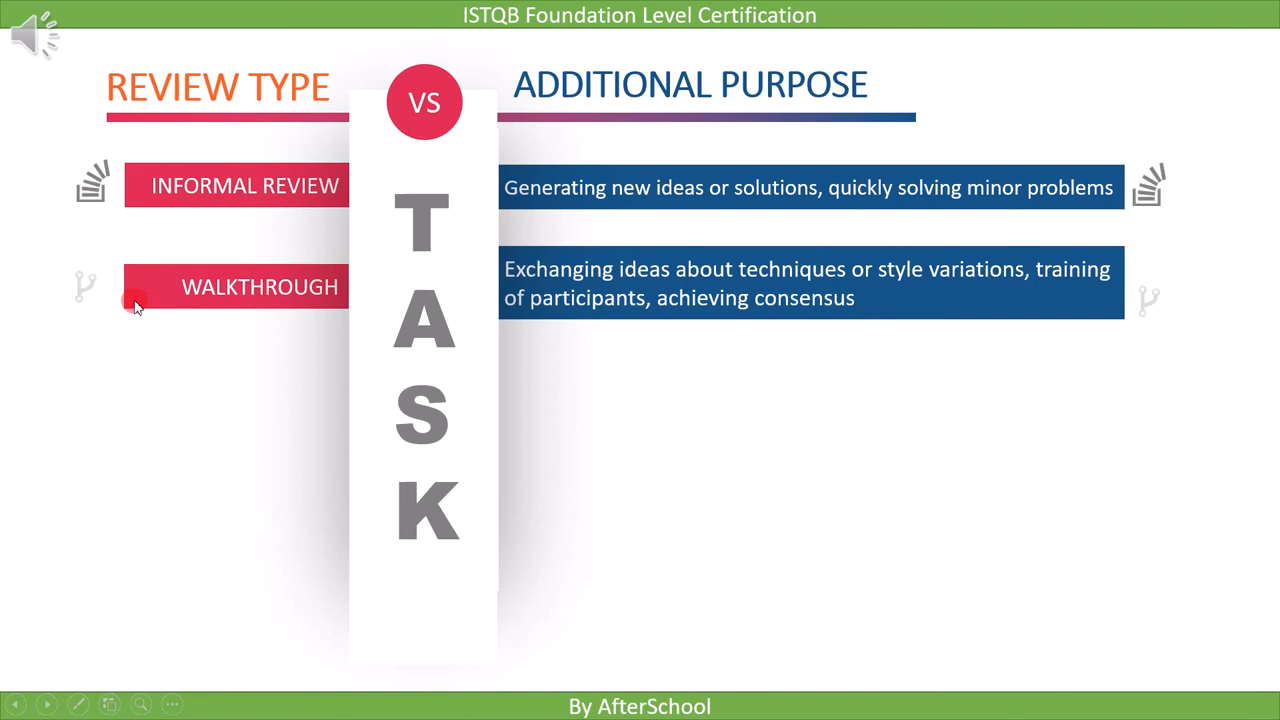 ISTQB Foundation Level Certification
REVIEW TYPE
VS
ADDITIONAL PURPOSE
INFORMAL REVIEW
Generating new ideas or solutions, quickly solving minor problems
WALKTHROUGH
Exchanging ideas about techniques or style variations, training
of participants, achieving consensus
T
A
S
K
By AfterSchool